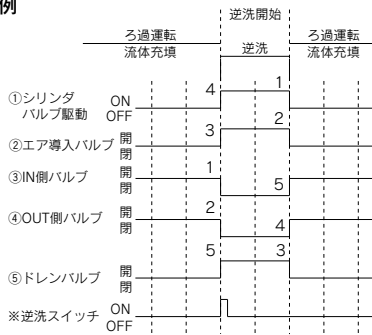 例
逆洗開始
ろ過運転 ろ過運転
流体充填 逆洗 流体充填
①シリンダ バルブ駆動 ON OFF 4 1
②エア導入バルブ 開 閉 3 2
③IN側バルブ 開 閉 1 5
④OUT側バルブ 開 閉 2 4
⑤ドレンバルブ 開 閉 5 3
※逆洗スイッチ ON OFF